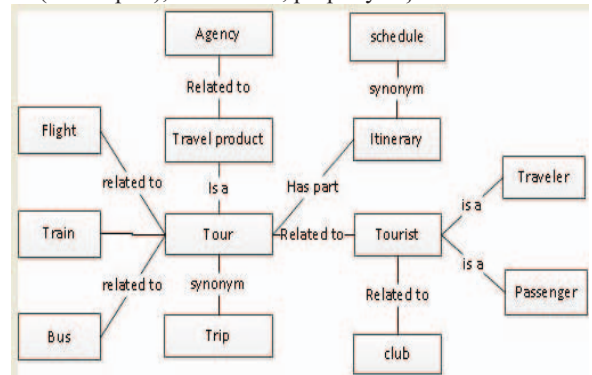 Agency
schedule
Related to
synonym
Flight
Travel product
Itinerary
related to
Is a
Has part
Traveler
is a
Train
Tour
Related to
Tourist
is a
related to
synonym
Related to
Passenger
Bus
Trip
club